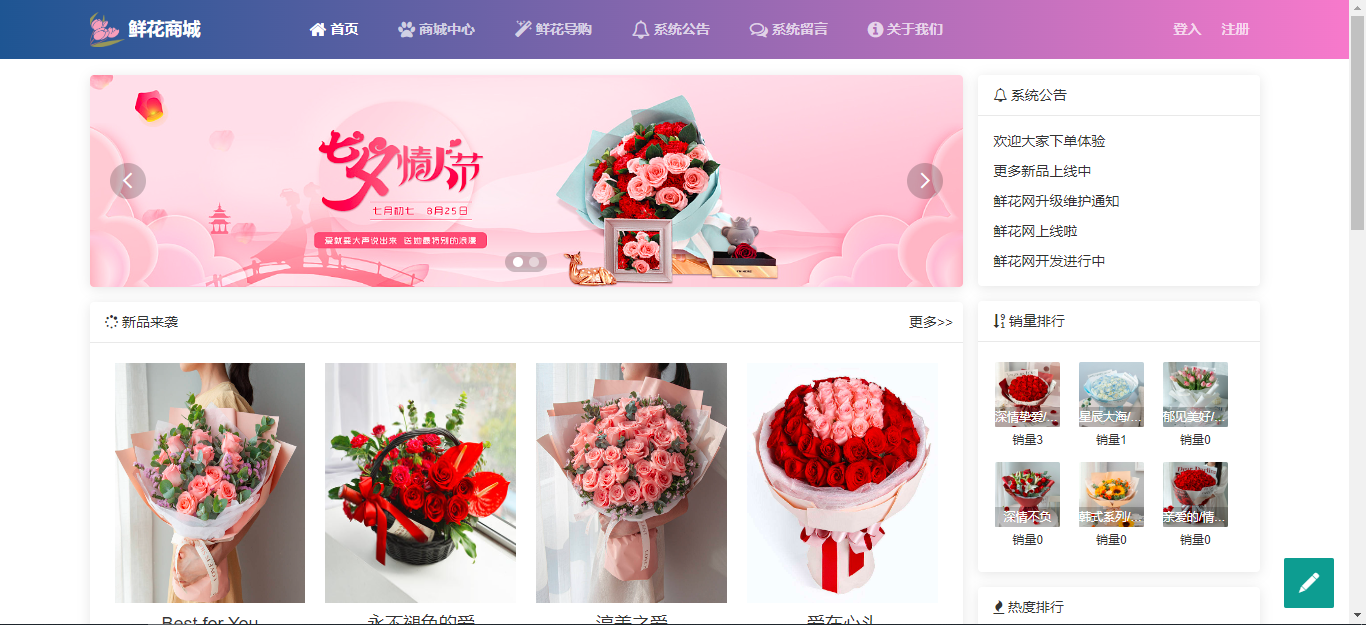 鲜花商城
首页
商城中心
鲜花导购
系统公告
系统留言
关于我们
登入
注册
七夕情人节
七月初七 8月25日
爱就要大声说出来 送她最特别的浪漫
系统公告
欢迎大家下单体验
更多新品上线中
鲜花网升级维护通知
鲜花网上线啦
鲜花网开发进行中
新品来袭
更多>>
Best for You
永不褪色的爱
淳美之爱
爱在心头
销量排行
深情挚爱/...
星辰大海/...
郁见美好/...
销量3
销量1
销量0
深情不负
韩式系列/...
亲爱的/情...
销量0
销量0
销量0
热度排行